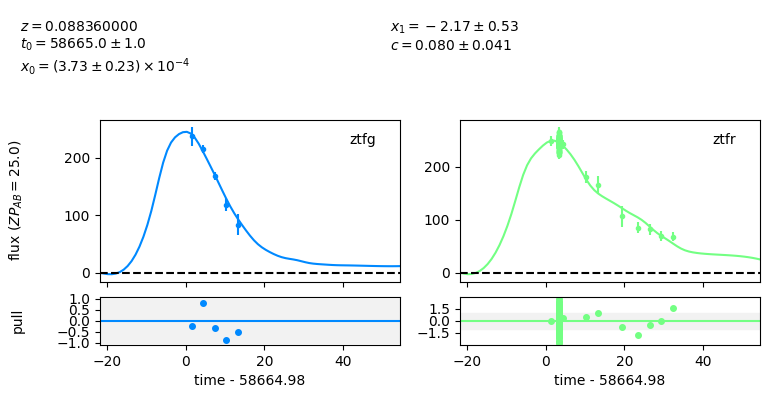 z = 0.088360000
t₀ = 58665.0 ± 1.0
x₀ = (3.73 ± 0.23) × 10⁻⁴
x₁ = −2.17 ± 0.53
c = 0.080 ± 0.041
flux (ZP_AB = 25.0)
200
100
0
ztfg
200
100
0
ztfr
pull
1.0
0.5
0.0
−0.5
−1.0
1.5
0.0
−1.5
−20 0 20 40
−20 0 20 40
time - 58664.98
time - 58664.98